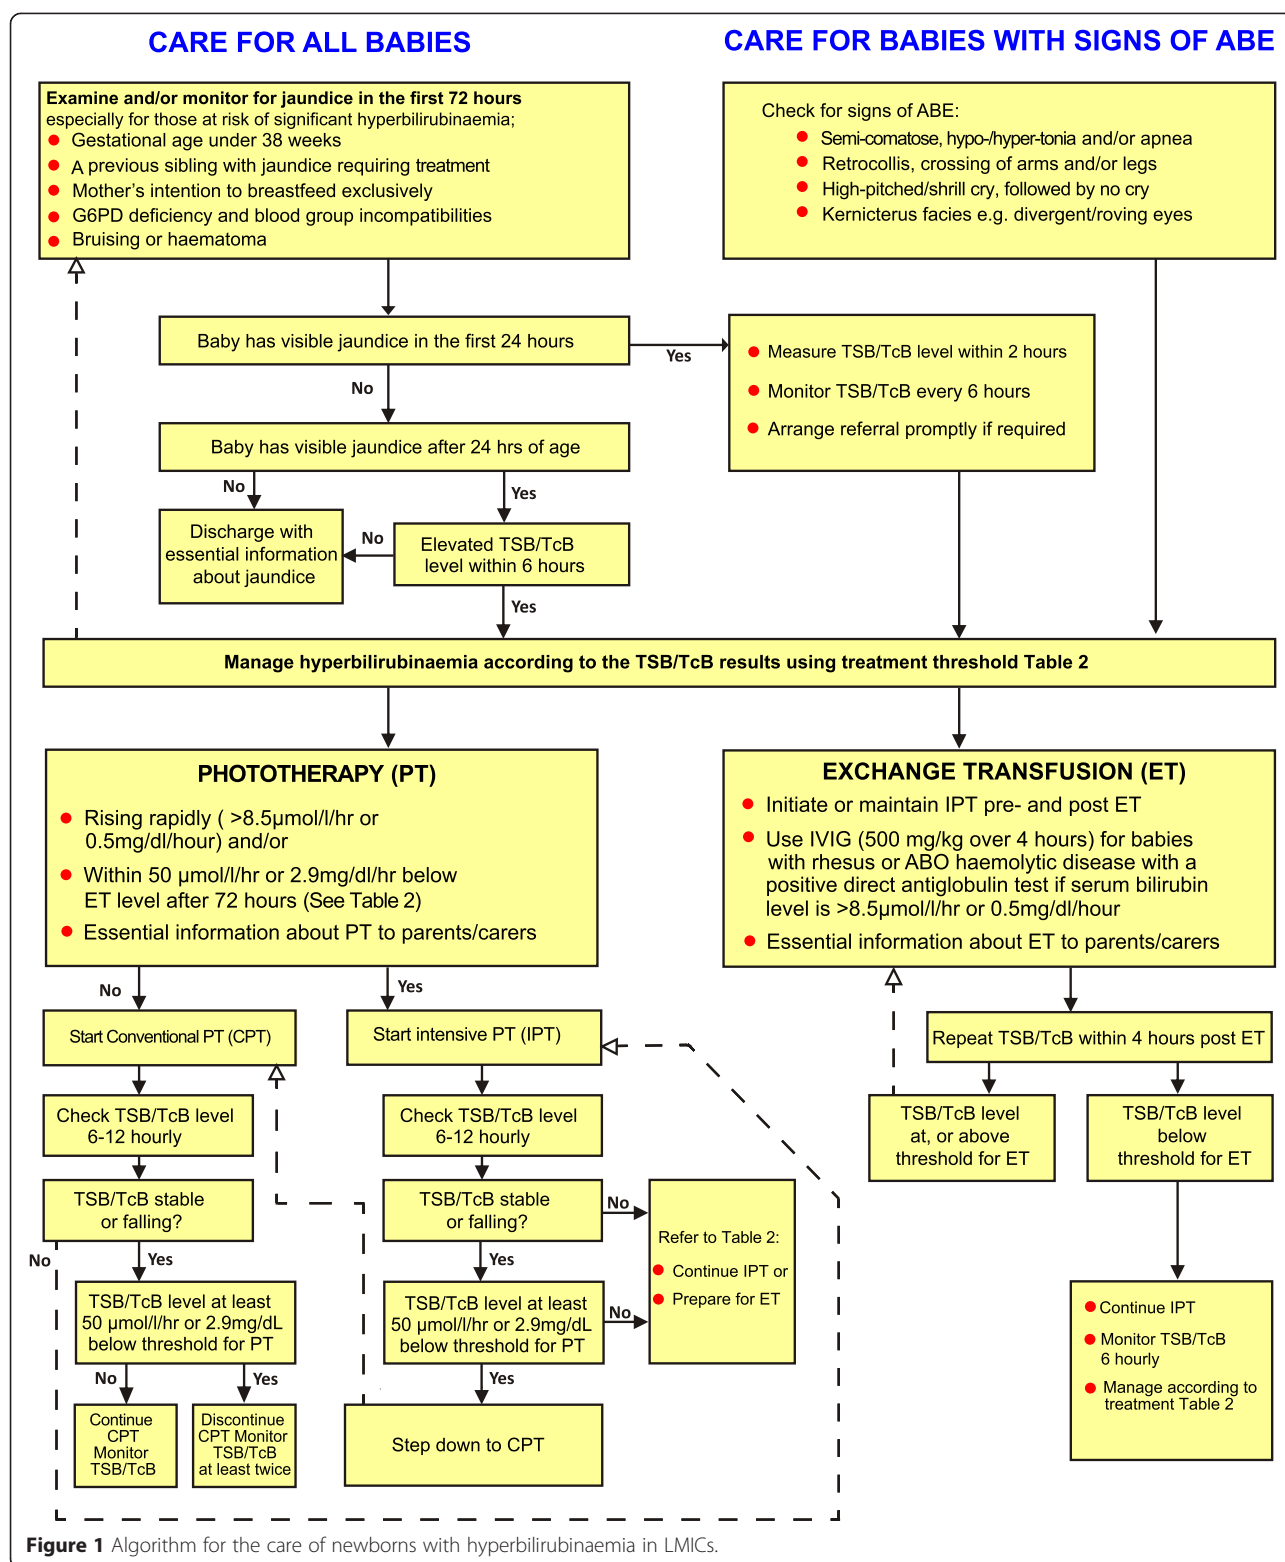 CARE FOR ALL BABIES
CARE FOR BABIES WITH SIGNS OF ABE
Examine and/or monitor for jaundice in the first 72 hours
especially for those at risk of significant hyperbilirubinaemia;
Gestational age under 38 weeks
A previous sibling with jaundice requiring treatment
Mother's intention to breastfeed exclusively
G6PD deficiency and blood group incompatibilities
Bruising or haematoma
Check for signs of ABE:
Semi-comatose, hypo-/hyper-tonia and/or apnea
Retrocollis, crossing of arms and/or legs
High-pitched/shrill cry, followed by no cry
Kernicterus facies e.g. divergent/roving eyes
Baby has visible jaundice in the first 24 hours
Yes
Measure TSB/TcB level within 2 hours
Monitor TSB/TcB every 6 hours
Arrange referral promptly if required
No
Baby has visible jaundice after 24 hrs of age
No
Yes
Discharge with
essential information
about jaundice
No
Elevated TSB/TcB
level within 6 hours
Yes
Manage hyperbilirubinaemia according to the TSB/TcB results using treatment threshold Table 2
PHOTOTHERAPY (PT)
Rising rapidly ( >8.5µmol/l/hr or
0.5mg/dl/hour) and/or
Within 50 µmol/l/hr or 2.9mg/dl/hr below
ET level after 72 hours (See Table 2)
Essential information about PT to parents/carers
EXCHANGE TRANSFUSION (ET)
Initiate or maintain IPT pre- and post ET
Use IVIG (500 mg/kg over 4 hours) for babies
with rhesus or ABO haemolytic disease with a
positive direct antiglobulin test if serum bilirubin
level is >8.5µmol/l/hr or 0.5mg/dl/hour
Essential information about ET to parents/carers
No
Yes
Start Conventional PT (CPT)
Start intensive PT (IPT)
Repeat TSB/TcB within 4 hours post ET
Check TSB/TcB level
6-12 hourly
Check TSB/TcB level
6-12 hourly
TSB/TcB level
at, or above
threshold for ET
TSB/TcB level
below
threshold for ET
TSB/TcB stable
or falling?
TSB/TcB stable
or falling?
No
Refer to Table 2:
Continue IPT or
Prepare for ET
No
Yes
Yes
TSB/TcB level at least
50 µmol/l/hr or 2.9mg/dL
below threshold for PT
TSB/TcB level at least
50 µmol/l/hr or 2.9mg/dL
below threshold for PT
No
Continue IPT
Monitor TSB/TcB
6 hourly
Manage according to
treatment Table 2
No
Yes
Yes
Continue
CPT
Monitor
TSB/TcB
Discontinue
CPT Monitor
TSB/TcB
at least twice
Step down to CPT
Figure 1 Algorithm for the care of newborns with hyperbilirubinaemia in LMICs.